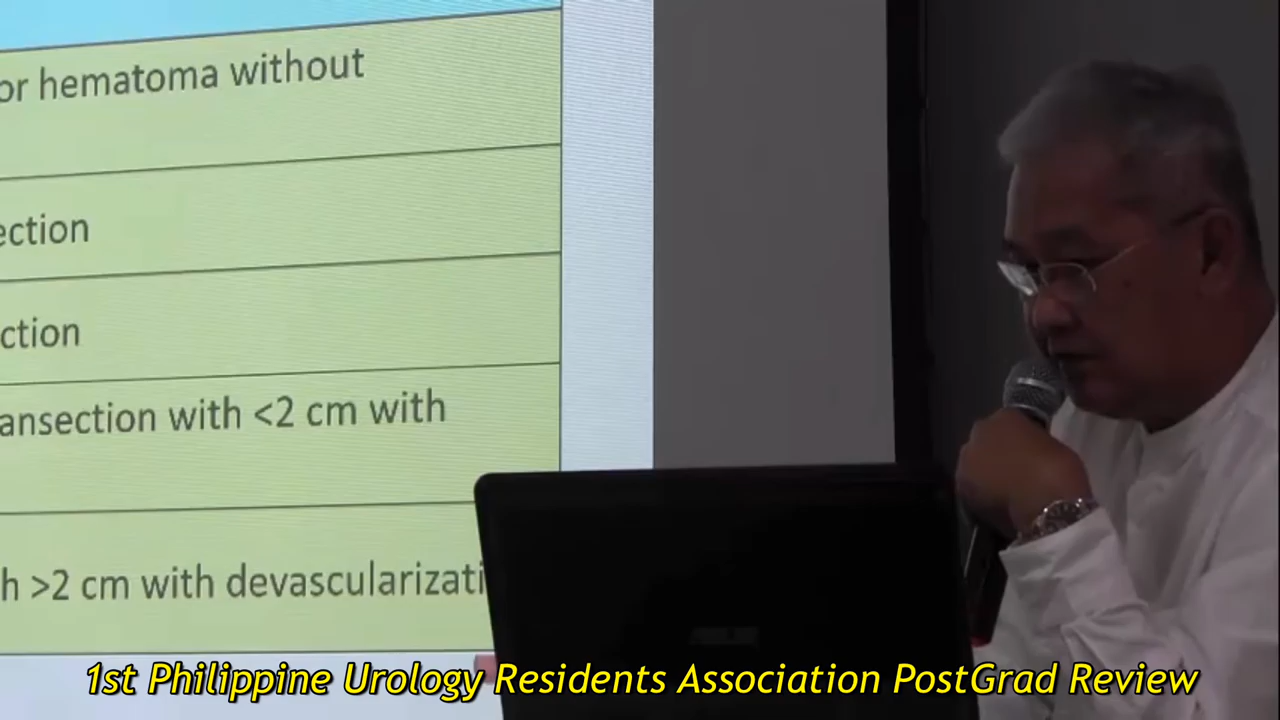 or hematoma without
ection
ction
ansection with <2 cm with
h >2 cm with devascularizati
1st Philippine Urology Residents Association PostGrad Review